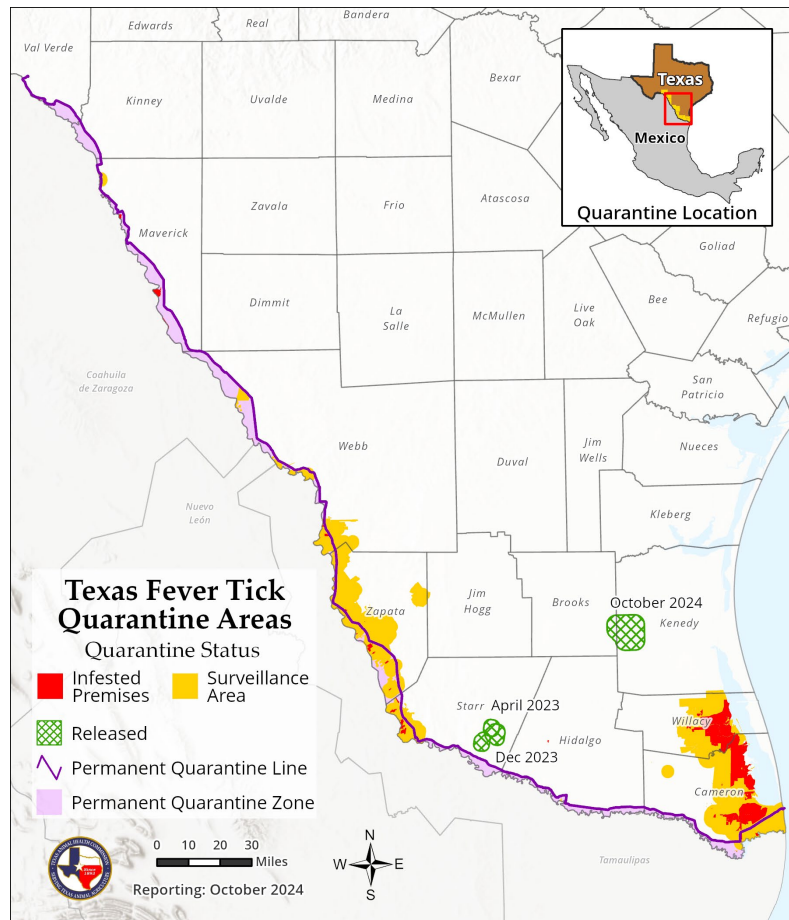 Bandera
Edwards
Real
Val Verde
Kinney
Uvalde
Medina
Bexar
Texas
Mexico
Quarantine Location
Zavala
Frio
Atascosa
Maverick
Goliad
Dimmit
La
Salle
McMullen
Live
Oak
Bee
Refugio
Coahuila
de Zaragoza
San
Patricio
Webb
Duval
Jim
Wells
Nueces
Nuevo
León
Kleberg
Texas Fever Tick
Quarantine Areas
Quarantine Status
Infested
Premises
Surveillance
Area
Released
Permanent Quarantine Line
Permanent Quarantine Zone
Zapata
Jim
Hogg
Brooks
October 2024
Kenedy
Starr
April 2023
Dec 2023
Hidalgo
Willacy
Cameron
Tamaulipas
0 10 20 30
Miles
Reporting: October 2024
N
W E
S